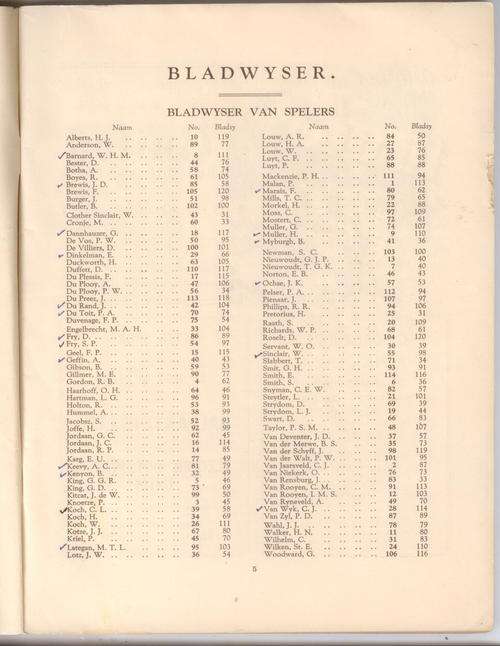 BLADWYSER.
BLADWYSER VAN SPELERS
Naam No. Bladsy
Alberts, H. J. .. .. .. .. 10 119
Anderson, W. .. .. .. .. 89 77
Barnard, W. H. M. .. .. .. 8 111
Bester, D. .. .. .. .. 44 76
Botha, A. .. .. .. .. 58 74
Boyes, R. .. .. .. .. 61 105
Brewis, J. D. .. .. .. .. 85 58
Brewis, F. .. .. .. .. 105 120
Burger, J. .. .. .. .. 51 98
Butler, B. .. .. .. .. 102 100
Clother Sinclair, W. .. .. .. 43 31
Cronje, M. .. .. .. .. 60 33
Dannhauser, G. .. .. .. .. 18 117
De Vos, P. W. .. .. .. .. 50 95
De Villiers, D. .. .. .. .. 100 101
Dinkelman, E. .. .. .. .. 29 66
Duckworth, H. .. .. .. .. 63 105
Duffett, D. .. .. .. .. 110 117
Du Plessis, F. .. .. .. .. 17 115
Du Plooy, A. .. .. .. .. 47 106
Du Plooy, P. W. .. .. .. .. 56 34
Du Preez, J. .. .. .. .. 113 118
Du Rand, J. .. .. .. .. 42 104
Du Toit, P. A. .. .. .. .. 70 74
Duvenage, F. P. .. .. .. .. 75 54
Engelbrecht, M. A. H. .. .. .. 33 104
Fry, D. .. .. .. .. 86 89
Fry, S. P. .. .. .. .. 54 97
Geel, F. P. .. .. .. .. 15 115
Geffin, A. .. .. .. .. 40 43
Gibson, B. .. .. .. .. 59 53
Gillmer, M. E. .. .. .. .. 90 77
Gordon, R. B. .. .. .. .. 4 62
Haarhoff, O. H. .. .. .. .. 64 46
Hartman, L. G. .. .. .. .. 96 91
Holton, R. .. .. .. .. 53 93
Hummel, A. .. .. .. .. 38 99
Jacobsz, S. .. .. .. .. 52 95
Joffe, H. .. .. .. .. 92 99
Jordaan, G. C. .. .. .. .. 62 45
Jordaan, J. C. .. .. .. .. 16 114
Jordaan, R. P. .. .. .. .. 14 85
Karg, E. U. .. .. .. .. 77 49
Keevy, A. C. .. .. .. .. 81 79
Kenyon, B. .. .. .. .. 32 49
King, G. G. R. .. .. .. .. 5 46
King, G. D. .. .. .. .. 73 69
Kitcat, J. de W. .. .. .. .. 99 50
Knoetze, P. .. .. .. .. 3 45
Koch, C. L. .. .. .. .. 39 58
Koch, H. .. .. .. .. 34 69
Koch, W. .. .. .. .. 26 111
Kotze, J. J. .. .. .. .. 67 80
Kriel, P. .. .. .. .. 45 70
Lategan, M. T. L. .. .. .. 95 103
Lotz, J. W. .. .. .. .. 36 54
Naam No. Bladsy
Louw, A. R. .. .. .. .. 84 50
Louw, H. A. .. .. .. .. 27 87
Louw, W. .. .. .. .. 23 76
Luyt, C. F. .. .. .. .. 65 85
Luyt, P. .. .. .. .. 88 88
Mackenzie, P. H. .. .. .. .. 111 94
Malan, P. .. .. .. .. 1 113
Marais, F. .. .. .. .. 80 62
Mills, T. C. .. .. .. .. 79 65
Morkel, H. .. .. .. .. 22 88
Moss, C. .. .. .. .. 97 109
Mostert, C. .. .. .. .. 72 61
Muller, G. .. .. .. .. 74 107
Muller, H. .. .. .. .. 9 110
Myburgh, B. .. .. .. .. 41 36
Newman, S. C. .. .. .. .. 103 100
Nieuwoudt, G. J. P. .. .. .. 13 40
Nieuwoudt, T. G. K. .. .. .. 7 40
Norton, E. B. .. .. .. .. 46 43
Ochse, J. K. .. .. .. .. 57 53
Pelser, P. A. .. .. .. .. 112 94
Pienaar, J. .. .. .. .. 107 97
Phillips, R. R. .. .. .. .. 94 106
Pretorius, H. .. .. .. .. 25 31
Raath, S. .. .. .. .. 20 109
Richards, W. P. .. .. .. .. 68 61
Roselt, D. .. .. .. .. 104 120
Servant, W. O. .. .. .. .. 30 39
Sinclair, W. .. .. .. .. 55 98
Slabbert, T. .. .. .. .. 71 34
Smit, G. H. .. .. .. .. 93 91
Smith, E. .. .. .. .. 114 116
Smith, S. .. .. .. .. 6 36
Snyman, C. E. W. .. .. .. 82 57
Steytler, L. .. .. .. .. 21 101
Strydom, D. .. .. .. .. 69 39
Strydom, L. J. .. .. .. .. 19 44
Swart, D. .. .. .. .. 66 83
Taylor, P. S. M. .. .. .. .. 48 107
Van Deventer, J. D. .. .. .. 37 57
Van der Merwe, B. S. .. .. .. 35 73
Van der Schyff, J. .. .. .. 98 119
Van der Walt, P. W. .. .. .. 101 95
Van Jaarsveld, C. J. .. .. .. 2 87
Van Niekerk, O. .. .. .. .. 76 73
Van Rensburg, J. .. .. .. .. 83 33
Van Rooyen, C. M. .. .. .. 91 113
Van Rooyen, I. M. S. .. .. .. 12 103
Van Ryneveld, A. .. .. .. .. 49 70
Van Wyk, C. J. .. .. .. .. 28 114
Van Zyl, P. D. .. .. .. .. 87 89
Wahl, J. J. .. .. .. .. 78 79
Walker, H. N. .. .. .. .. 11 80
Wilhelm, C. .. .. .. .. 31 83
Wilken, St. E. .. .. .. .. 24 110
Woodward, G. .. .. .. .. 106 116
5